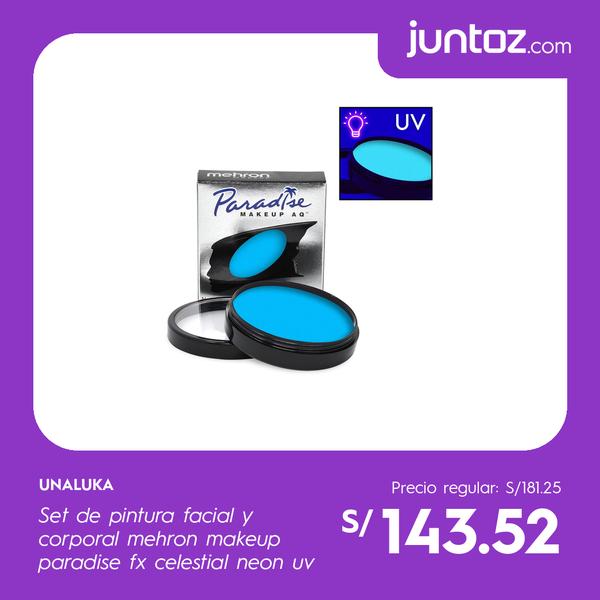 juntoz.com
UV
mehron
Paradise
MAKEUP AQ™
UNALUKA
Precio regular: S/181.25
Set de pintura facial y
corporal mehron makeup
paradise fx celestial neon uv
S/143.52